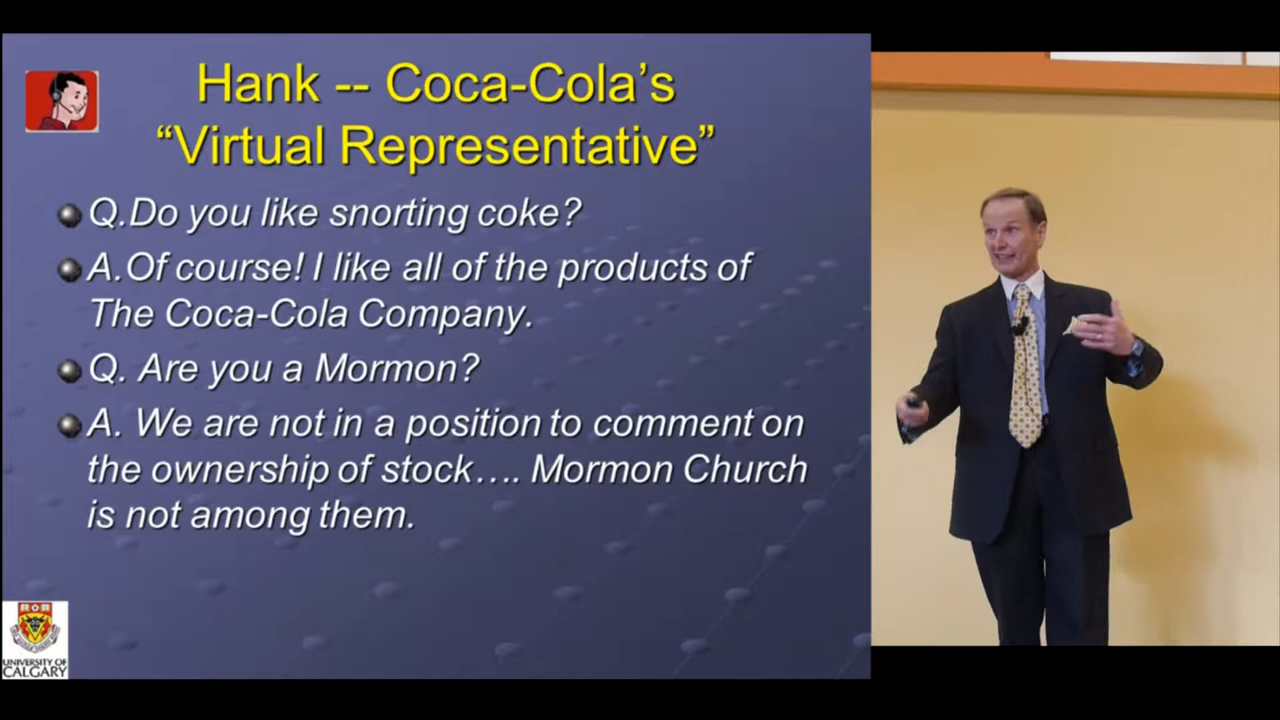 Hank -- Coca-Cola's
“Virtual Representative”
Q.Do you like snorting coke?
A.Of course! I like all of the products of
The Coca-Cola Company.
Q. Are you a Mormon?
A. We are not in a position to comment on
the ownership of stock…. Mormon Church
is not among them.
UNIVERSITY OF
CALGARY